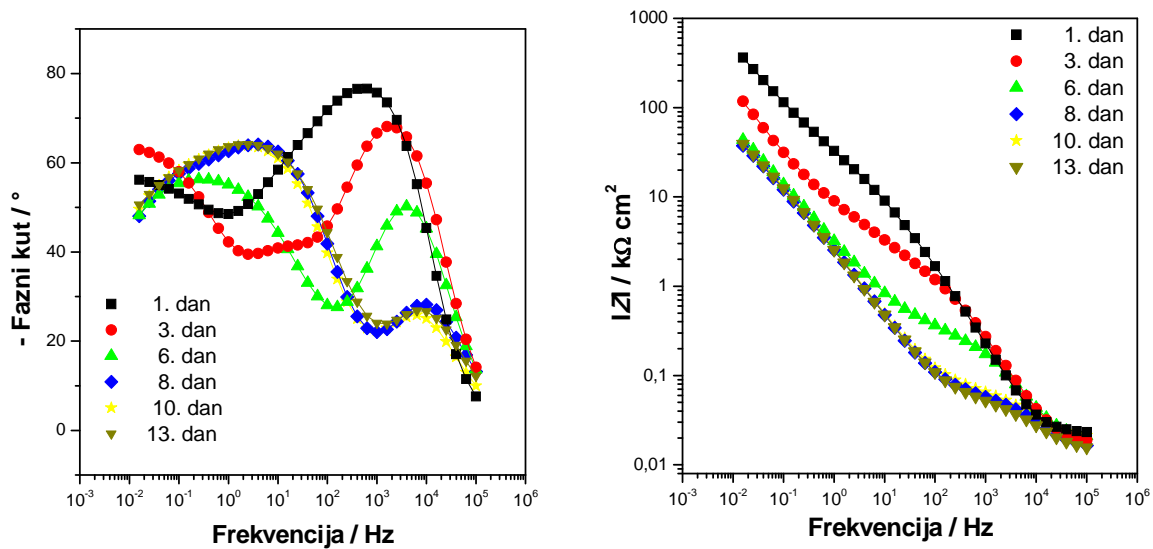 - Fazni kut / °
80
60
40
20
0
1. dan
3. dan
6. dan
8. dan
10. dan
13. dan
10⁻³ 10⁻² 10⁻¹ 10⁰ 10¹ 10² 10³ 10⁴ 10⁵ 10⁶
Frekvencija / Hz
IZI / kΩ cm²
1000
100
10
1
0,1
0,01
1. dan
3. dan
6. dan
8. dan
10. dan
13. dan
10⁻³ 10⁻² 10⁻¹ 10⁰ 10¹ 10² 10³ 10⁴ 10⁵ 10⁶
Frekvencija / Hz